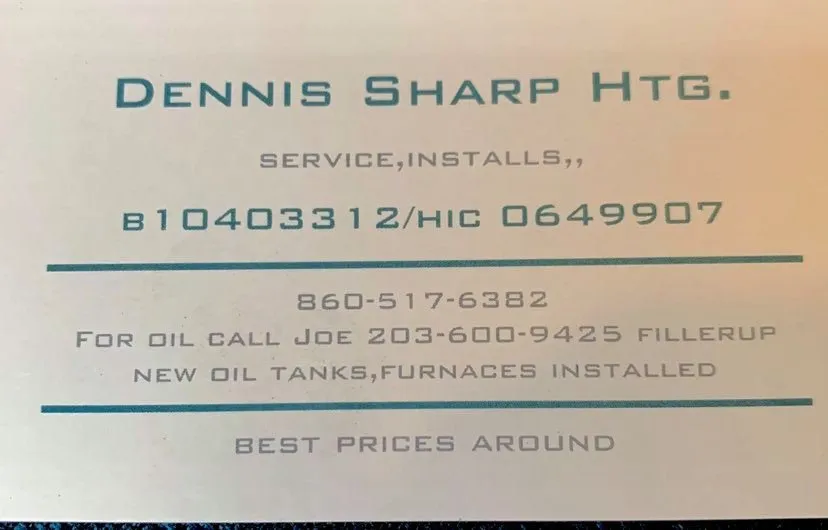 Dennis Sharp Htg.
service,installs,,
B10403312/HIC 0649907
860-517-6382
For oil call Joe 203-600-9425 fillerup
new oil tanks,furnaces installed
best prices around